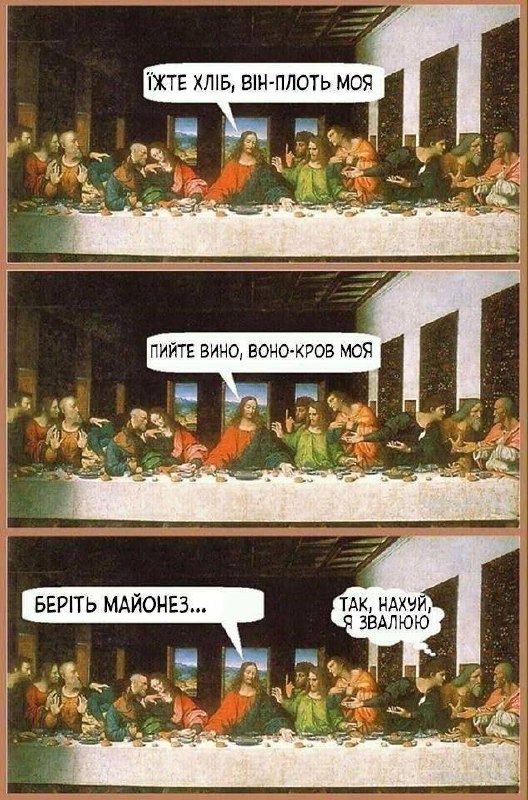 ЇЖТЕ ХЛІБ, ВІН-ПЛОТЬ МОЯ
ПИЙТЕ ВИНО, ВОНО-КРОВ МОЯ
БЕРІТЬ МАЙОНЕЗ...
ТАК, НАХУЙ,
Я ЗВАЛЮЮ